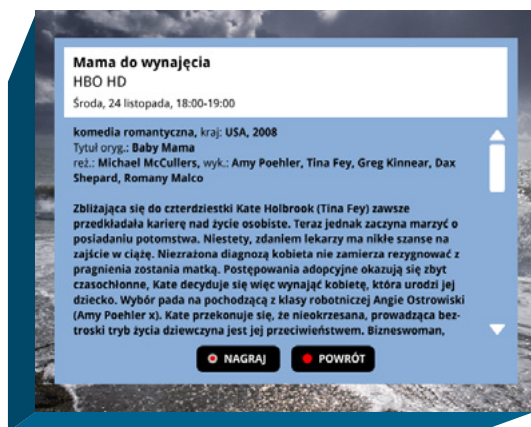 Mama do wynajęcia
HBO HD
Środa, 24 listopada, 18:00-19:00
komedia romantyczna, kraj: USA, 2008
Tytuł oryg.: Baby Mama
reż.: Michael McCullers, wyk.: Amy Poehler, Tina Fey, Greg Kinnear, Dax
Shepard, Romany Malco
Zbliżająca się do czterdziestki Kate Holbrook (Tina Fey) zawsze
przedkładała karierę nad życie osobiste. Teraz jednak zaczyna marzyć o
posiadaniu potomstwa. Niestety, zdaniem lekarzy ma nikłe szanse na
zajście w ciążę. Niezrażona diagnozą kobieta nie zamierza rezygnować z
pragnienia zostania matką. Postępowania adopcyjne okazują się zbyt
czasochłonne, Kate decyduje się więc wynająć kobietę, która urodzi jej
dziecko. Wybór pada na pochodzącą z klasy robotniczej Angie Ostrowiski
(Amy Poehler x). Kate przekonuje się, że nieokrzesana, prowadząca bez-
troski tryb życia dziewczyna jest jej przeciwieństwem. Bizneswoman,
NAGRAJ
POWRÓT